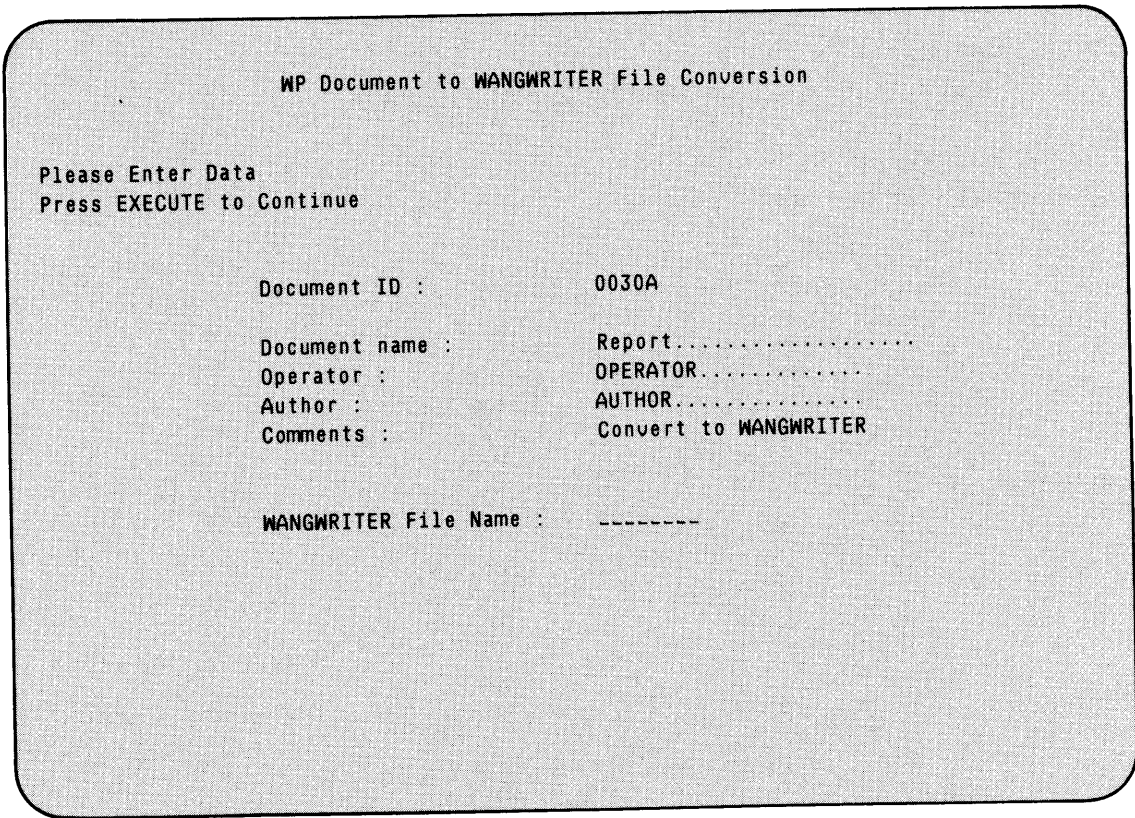 WP Document to WANGWRITER File Conversion
Please Enter Data
Press EXECUTE to Continue
Document ID : 0030A
Document name : Report...................
Operator : OPERATOR.............
Author : AUTHOR...............
Comments : Convert to WANGWRITER
WANGWRITER File Name : --------